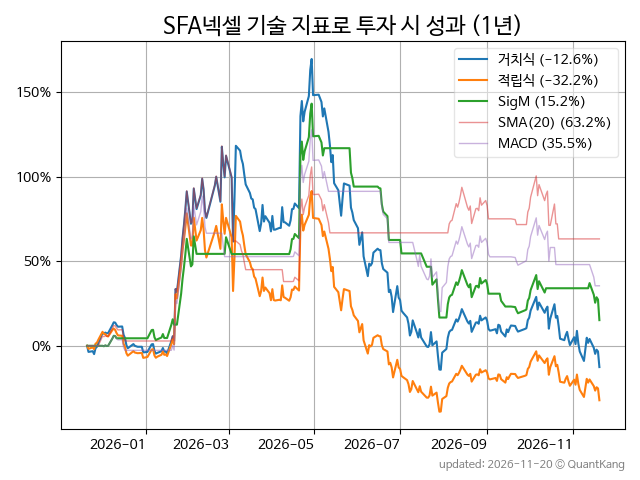 SFA넥셀 기술 지표로 투자 시 성과 (1년)
거치식 (-12.6%)
적립식 (-32.2%)
SigM (15.2%)
SMA(20) (63.2%)
MACD (35.5%)
150%
100%
50%
0%
2026-01 2026-03 2026-05 2026-07 2026-09 2026-11
updated: 2026-11-20 © QuantKang